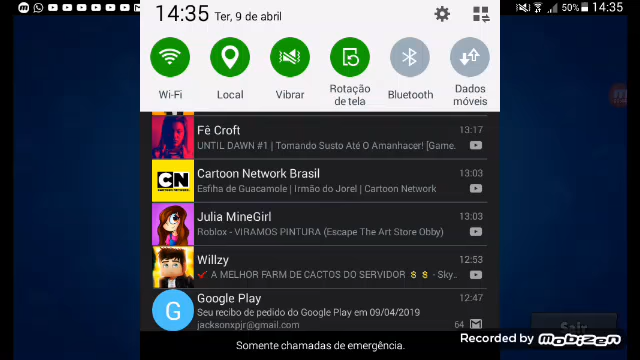 50% 14:35
14:35 Ter, 9 de abril
Wi-Fi
Local
Vibrar
Rotação
de tela
Bluetooth
Dados
móveis
Fê Croft 13:17
UNTIL DAWN #1 | Tomando Susto Até O Amanhacer! [Game.
CN
CARTOON NETWORK
Cartoon Network Brasil 13:03
Esfiha de Guacamole | Irmão do Jorel | Cartoon Network
Julia MineGirl 13:03
Roblox - VIRAMOS PINTURA (Escape The Art Store Obby)
Willzy 12:53
A MELHOR FARM DE CACTOS DO SERVIDOR $ $ - Sky..
G
Google Play 12:47
Seu recibo de pedido do Google Play em 09/04/2019
jacksonxpjr@gmail.com 64
Sair
Recorded by MOBIZEN
Somente chamadas de emergência.